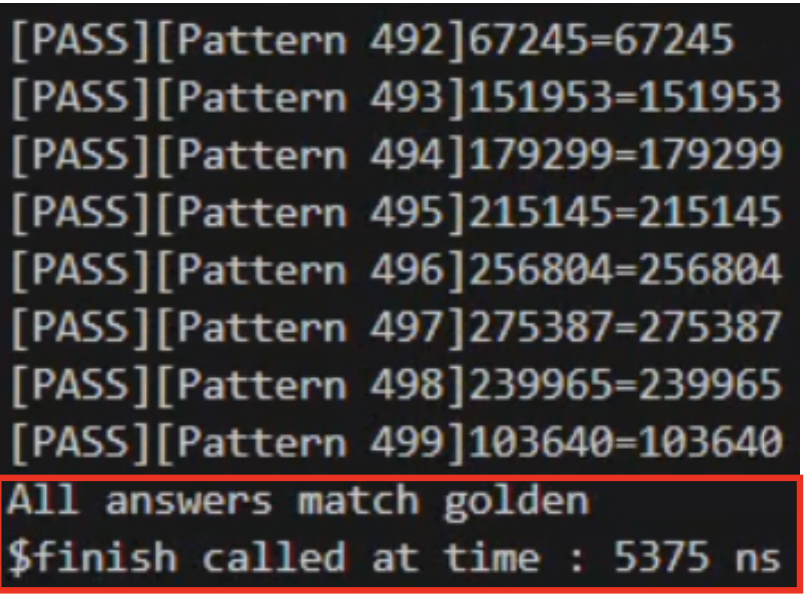 [PASS][Pattern 492]67245=67245
[PASS][Pattern 493]151953=151953
[PASS][Pattern 494]179299=179299
[PASS][Pattern 495]215145=215145
[PASS][Pattern 496]256804=256804
[PASS][Pattern 497]275387=275387
[PASS][Pattern 498]239965=239965
[PASS][Pattern 499]103640=103640
All answers match golden
$finish called at time : 5375 ns